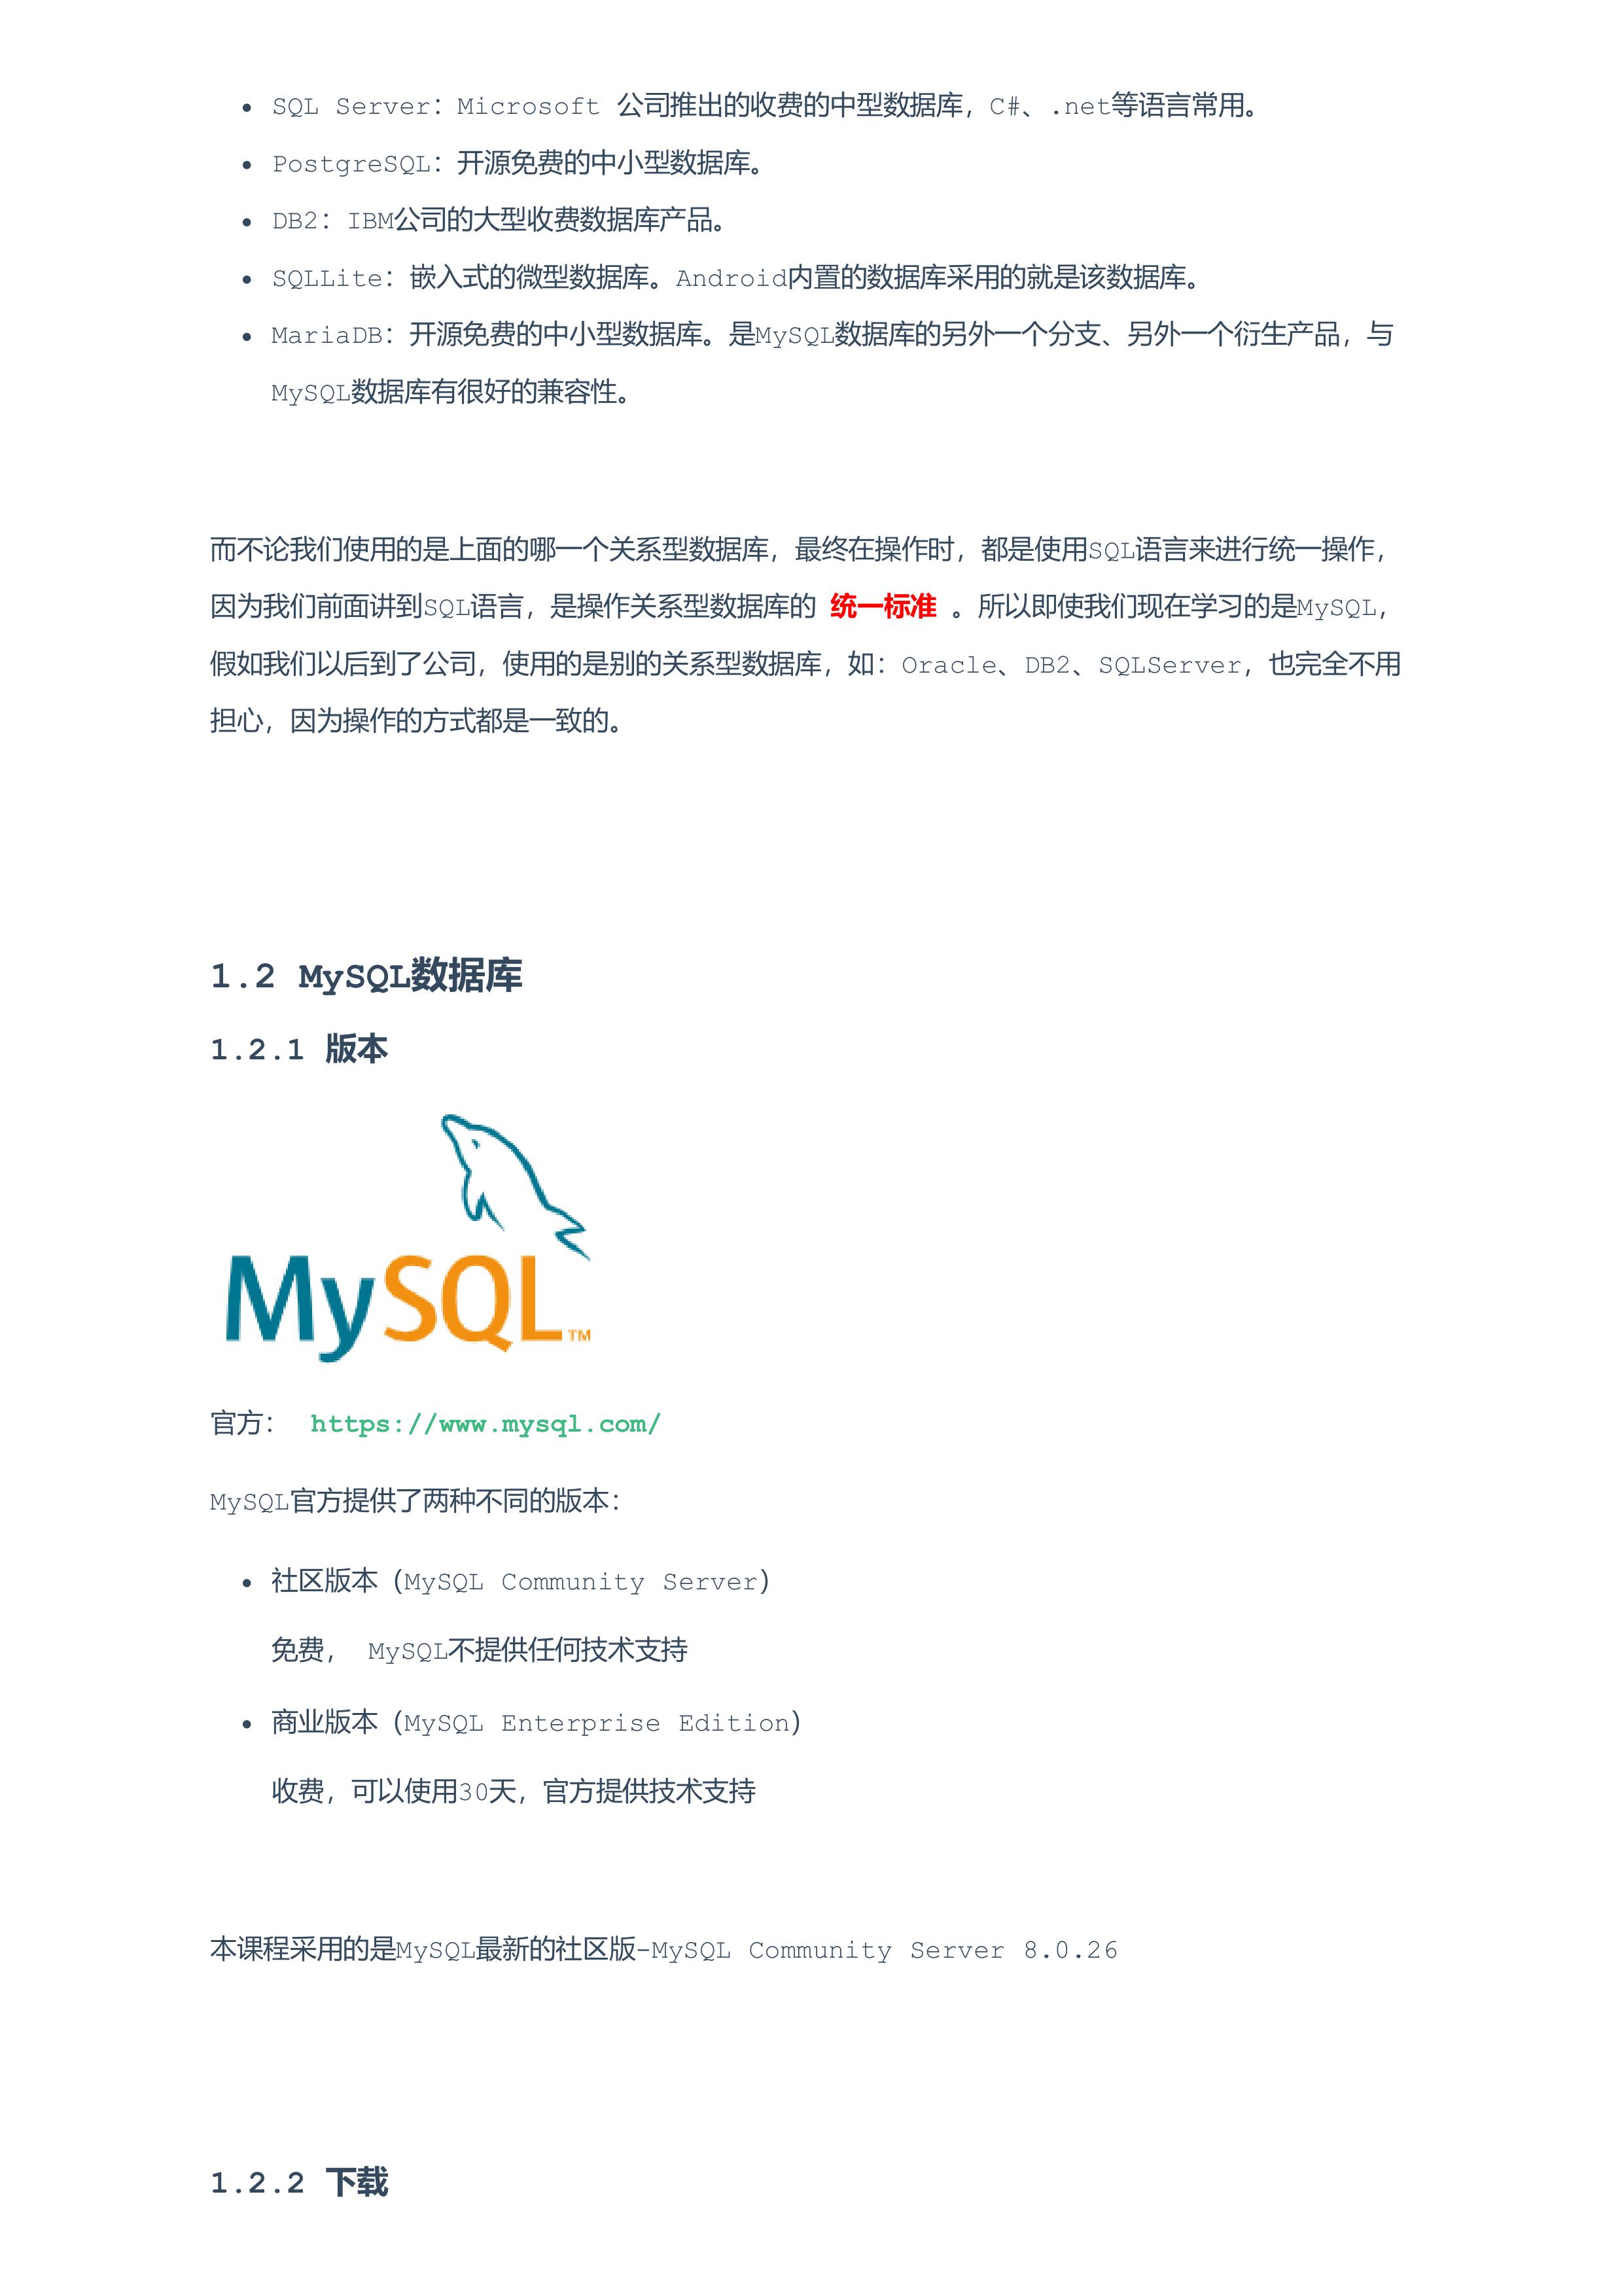 • SQL Server：Microsoft 公司推出的收费的中型数据库，C#、.net等语言常用。
• PostgreSQL：开源免费的中小型数据库。
• DB2：IBM公司的大型收费数据库产品。
• SQLLite：嵌入式的微型数据库。Android内置的数据库采用的就是该数据库。
• MariaDB：开源免费的中小型数据库。是MySQL数据库的另外一个分支、另外一个衍生产品，与
MySQL数据库有很好的兼容性。
而不论我们使用的是上面的哪一个关系型数据库，最终在操作时，都是使用SQL语言来进行统一操作，
因为我们前面讲到SQL语言，是操作关系型数据库的 统一标准 。所以即使我们现在学习的是MySQL，
假如我们以后到了公司，使用的是别的关系型数据库，如：Oracle、DB2、SQLServer，也完全不用
担心，因为操作的方式都是一致的。
1.2 MySQL数据库
1.2.1 版本
MySQL™
官方： https://www.mysql.com/
MySQL官方提供了两种不同的版本：
• 社区版本（MySQL Community Server）
免费， MySQL不提供任何技术支持
• 商业版本（MySQL Enterprise Edition）
收费，可以使用30天，官方提供技术支持
本课程采用的是MySQL最新的社区版-MySQL Community Server 8.0.26
1.2.2 下载